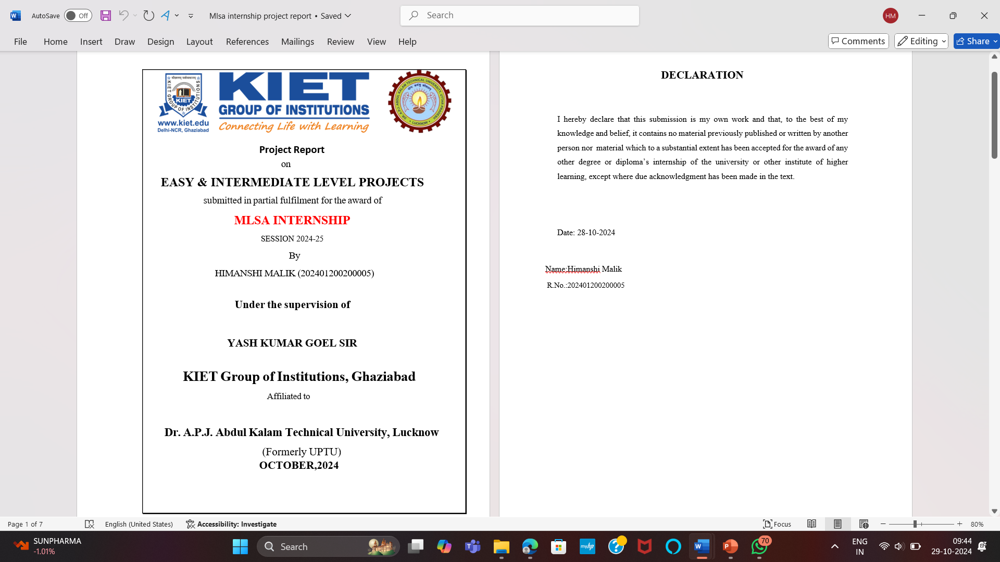 AutoSave Off Mlsa internship project report • Saved Search HM
File Home Insert Draw Design Layout References Mailings Review View Help Comments Editing Share
KIET GROUP OF INSTITUTIONS
KIET
www.kiet.edu
Delhi-NCR, Ghaziabad
KIET
GROUP OF INSTITUTIONS
Connecting Life with Learning
DR. A.P.J. ABDUL KALAM TECHNICAL UNIVERSITY, UTTAR PRADESH
LUCKNOW
Project Report
on
EASY & INTERMEDIATE LEVEL PROJECTS
submitted in partial fulfilment for the award of
MLSA INTERNSHIP
SESSION 2024-25
By
HIMANSHI MALIK (202401200200005)
Under the supervision of
YASH KUMAR GOEL SIR
KIET Group of Institutions, Ghaziabad
Affiliated to
Dr. A.P.J. Abdul Kalam Technical University, Lucknow
(Formerly UPTU)
OCTOBER,2024
DECLARATION
I hereby declare that this submission is my own work and that, to the best of my
knowledge and belief, it contains no material previously published or written by another
person nor material which to a substantial extent has been accepted for the award of any
other degree or diploma’s internship of the university or other institute of higher
learning, except where due acknowledgment has been made in the text.
Date: 28-10-2024
Name:Himanshi Malik
R.No.:202401200200005
Page 1 of 7 English (United States) Accessibility: Investigate Focus 80%
SUNPHARMA
-1.01%
Search
myhp
70
ENG
IN
09:44
29-10-2024